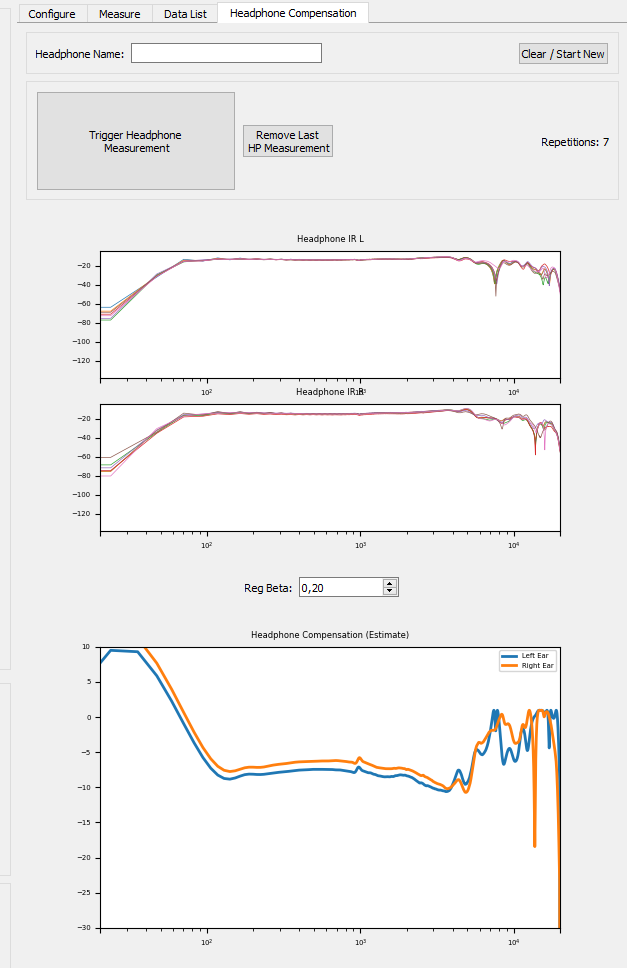 Configure Measure Data List Headphone Compensation
Headphone Name: Clear / Start New
Trigger Headphone
Measurement
Remove Last
HP Measurement
Repetitions: 7
Headphone IR L
−20
−40
−60
−80
−100
−120
10² 10³ 10⁴
Headphone IR R
−20
−40
−60
−80
−100
−120
10² 10³ 10⁴
Reg Beta: 0,20
Headphone Compensation (Estimate)
Left Ear
Right Ear
10
5
0
−5
−10
−15
−20
−25
−30
10² 10³ 10⁴